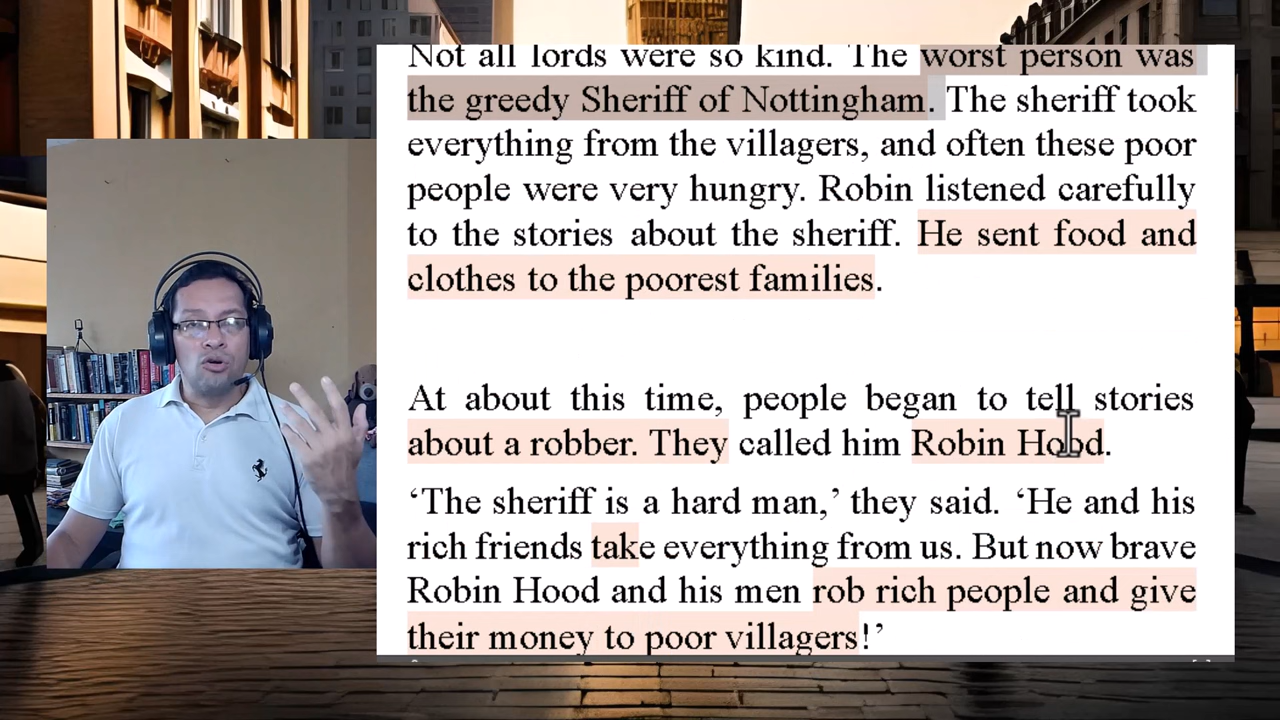 Not all lords were so kind. The worst person was
the greedy Sheriff of Nottingham. The sheriff took
everything from the villagers, and often these poor
people were very hungry. Robin listened carefully
to the stories about the sheriff. He sent food and
clothes to the poorest families.
At about this time, people began to tell stories
about a robber. They called him Robin Hood.
‘The sheriff is a hard man,’ they said. ‘He and his
rich friends take everything from us. But now brave
Robin Hood and his men rob rich people and give
their money to poor villagers!’